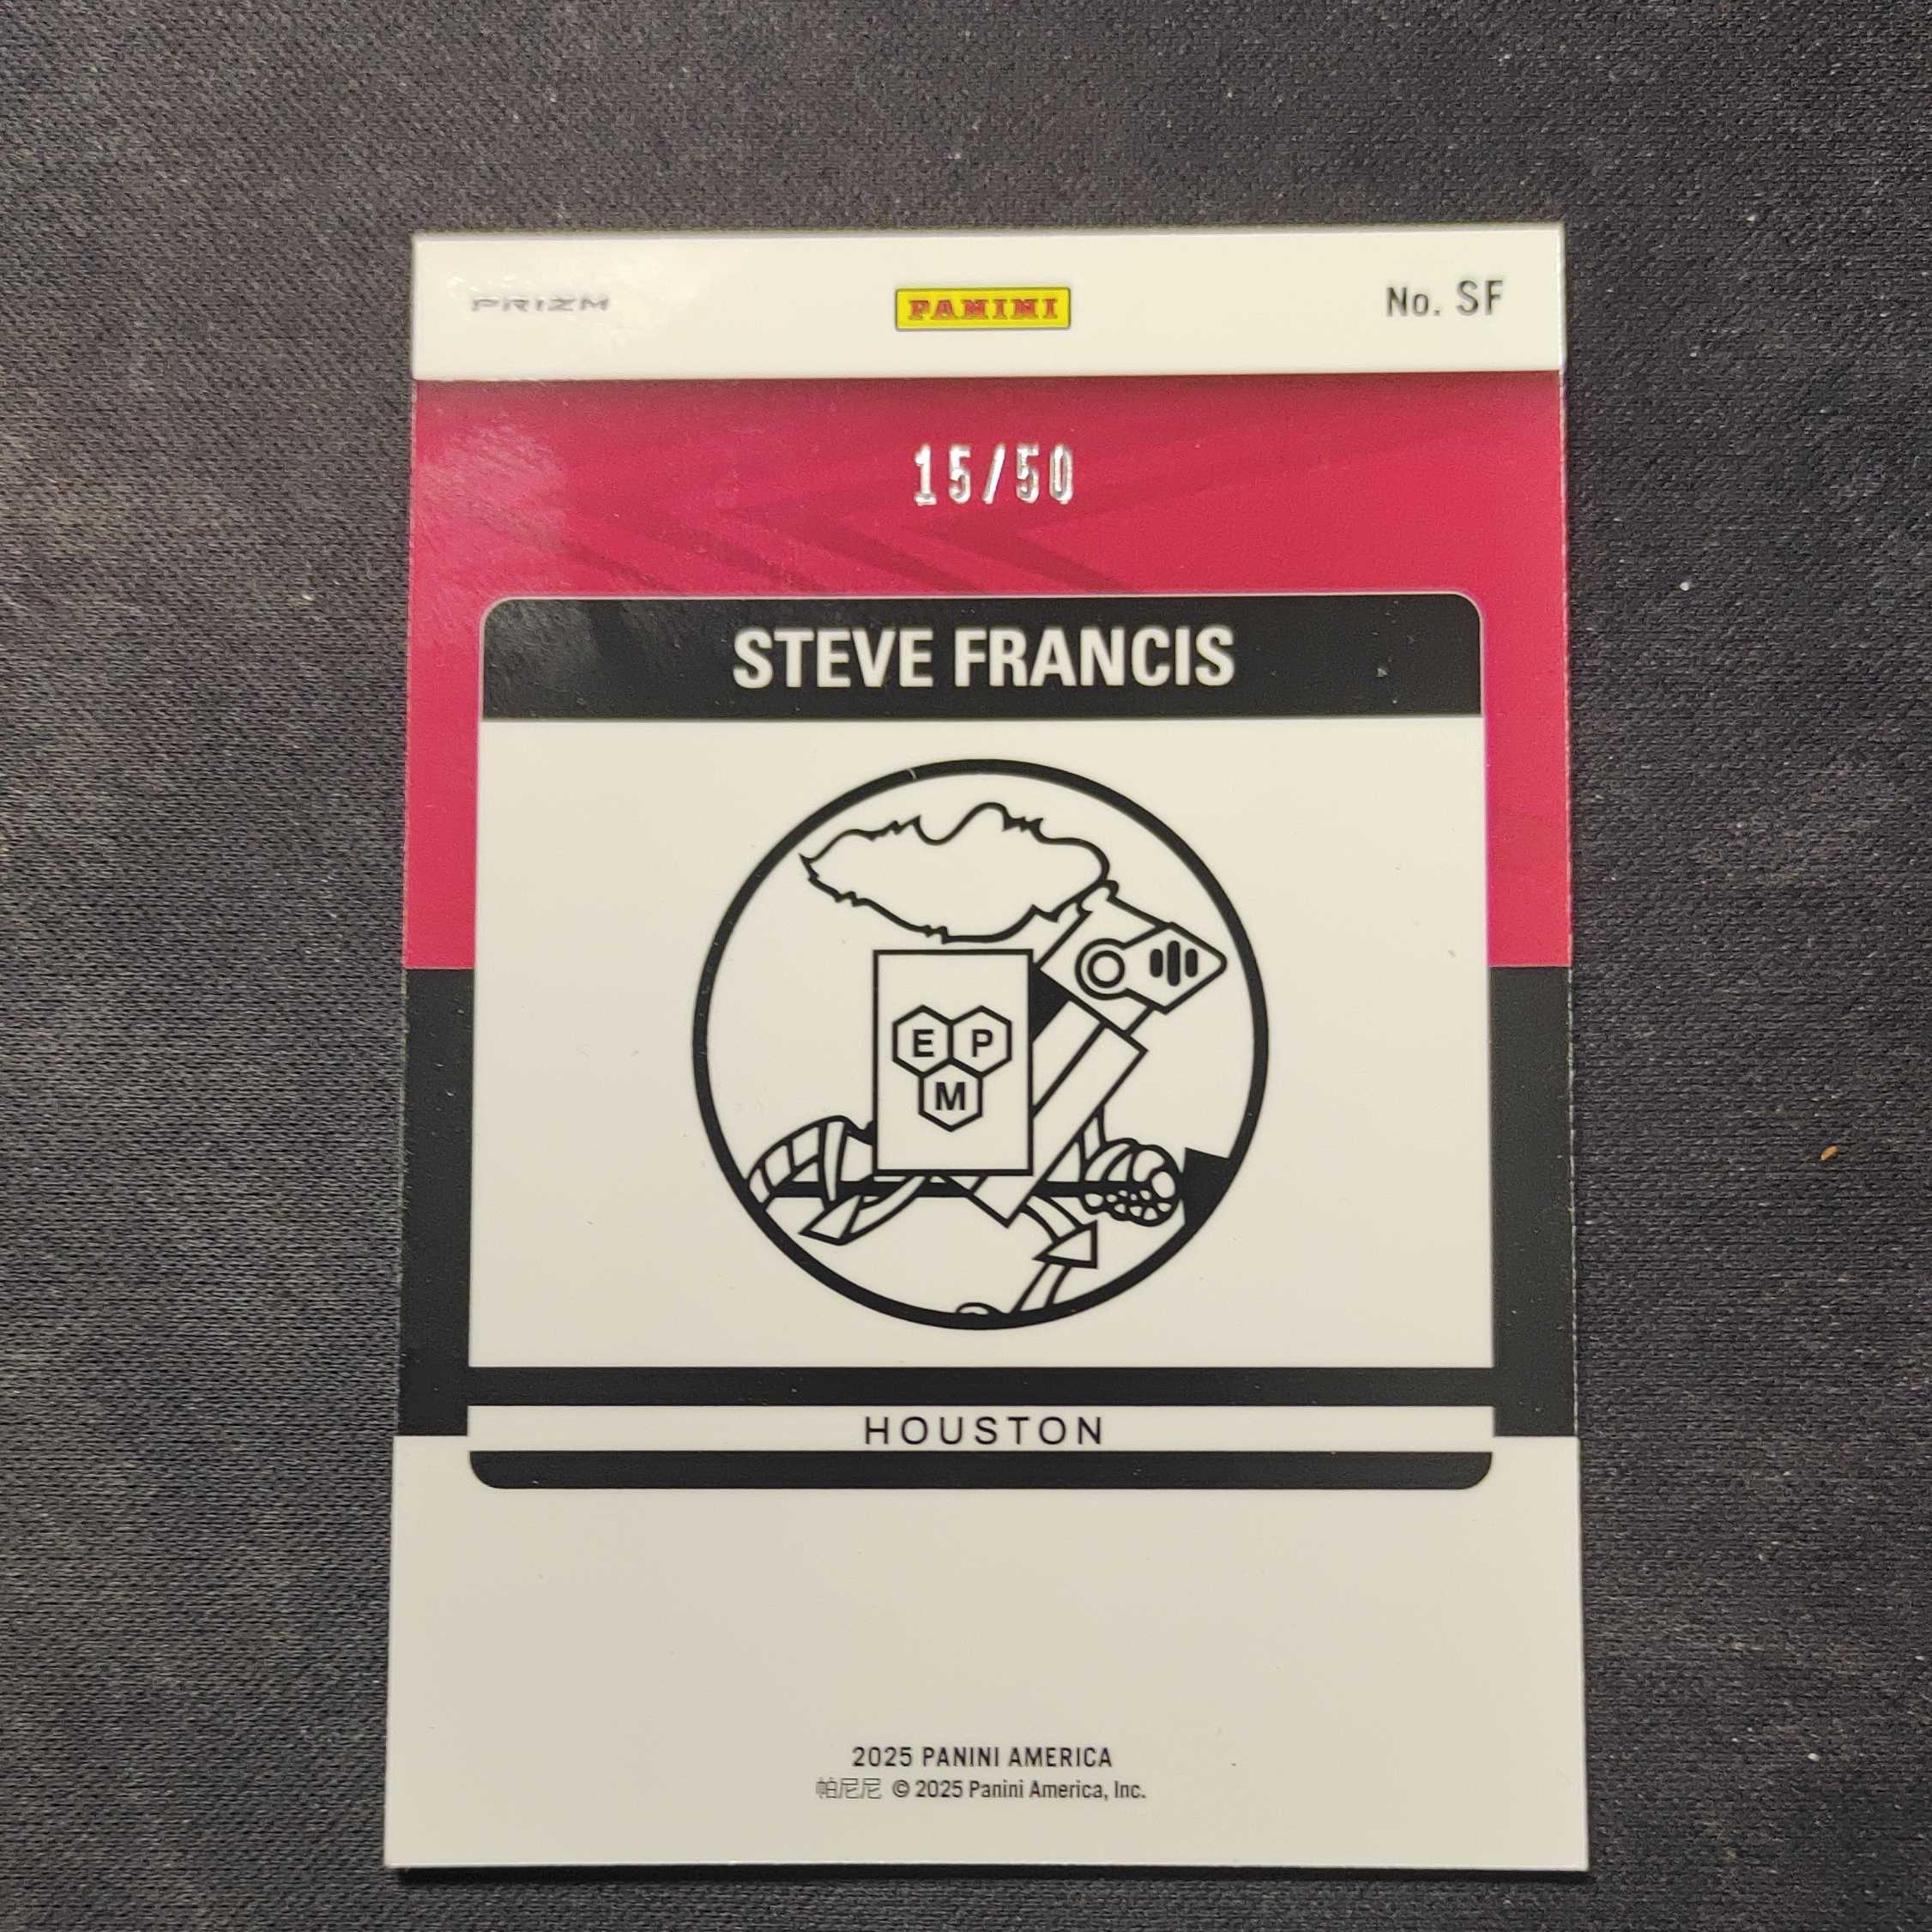 PRIZM
PANINI
No. SF
15/50
STEVE FRANCIS
E P
M
HOUSTON
2025 PANINI AMERICA
帕尼尼 © 2025 Panini America, Inc.